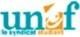 unef
le syndicat étudiant